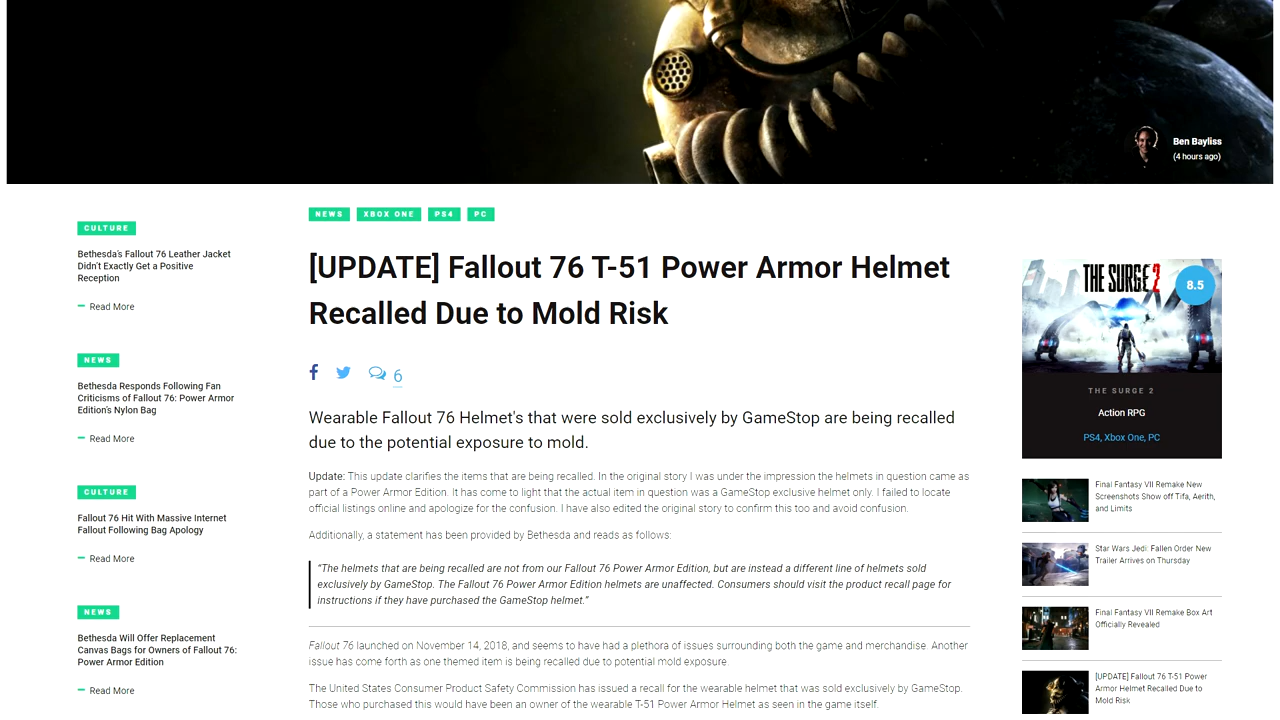 Ben Bayliss
(4 hours ago)
CULTURE
Bethesda's Fallout 76 Leather Jacket
Didn't Exactly Get a Positive
Reception
Read More
NEWS
Bethesda Responds Following Fan
Criticisms of Fallout 76: Power Armor
Edition's Nylon Bag
Read More
CULTURE
Fallout 76 Hit With Massive Internet
Fallout Following Bag Apology
Read More
NEWS
Bethesda Will Offer Replacement
Canvas Bags for Owners of Fallout 76:
Power Armor Edition
Read More
NEWS XBOX ONE PS4 PC
[UPDATE] Fallout 76 T-51 Power Armor Helmet
Recalled Due to Mold Risk
6
Wearable Fallout 76 Helmet's that were sold exclusively by GameStop are being recalled
due to the potential exposure to mold.
Update: This update clarifies the items that are being recalled. In the original story I was under the impression the helmets in question came as
part of a Power Armor Edition. It has come to light that the actual item in question was a GameStop exclusive helmet only. I failed to locate
official listings online and apologize for the confusion. I have also edited the original story to confirm this too and avoid confusion.
Additionally, a statement has been provided by Bethesda and reads as follows:
"The helmets that are being recalled are not from our Fallout 76 Power Armor Edition, but are instead a different line of helmets sold
exclusively by GameStop. The Fallout 76 Power Armor Edition helmets are unaffected. Consumers should visit the product recall page for
instructions if they have purchased the GameStop helmet."
Fallout 76 launched on November 14, 2018, and seems to have had a plethora of issues surrounding both the game and merchandise. Another
issue has come forth as one themed item is being recalled due to potential mold exposure.
The United States Consumer Product Safety Commission has issued a recall for the wearable helmet that was sold exclusively by GameStop.
Those who purchased this would have been an owner of the wearable T-51 Power Armor Helmet as seen in the game itself.
THE SURGE 2
8.5
THE SURGE 2
Action RPG
PS4, Xbox One, PC
Final Fantasy VII Remake New
Screenshots Show off Tifa, Aerith,
and Limits
Star Wars Jedi: Fallen Order New
Trailer Arrives on Thursday
Final Fantasy VII Remake Box Art
Officially Revealed
[UPDATE] Fallout 76 T-51 Power
Armor Helmet Recalled Due to
Mold Risk